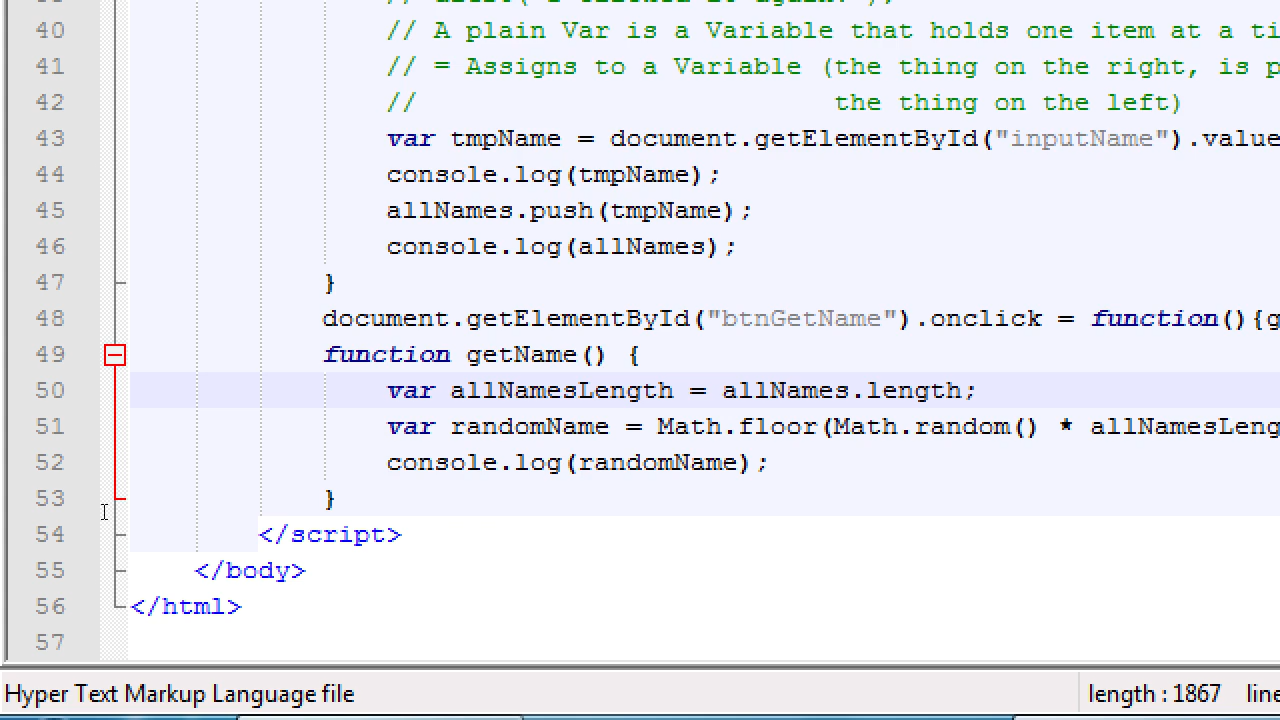 40 // A plain Var is a Variable that holds one item at a ti
41 // = Assigns to a Variable (the thing on the right, is p
42 // the thing on the left)
43 var tmpName = document.getElementById("inputName").value
44 console.log(tmpName);
45 allNames.push(tmpName);
46 console.log(allNames);
47 }
48 document.getElementById("btnGetName").onclick = function(){g
49 function getName() {
50 var allNamesLength = allNames.length;
51 var randomName = Math.floor(Math.random() * allNamesLeng
52 console.log(randomName);
53 }
54 </script>
55 </body>
56 </html>
57
Hyper Text Markup Language file length : 1867 line